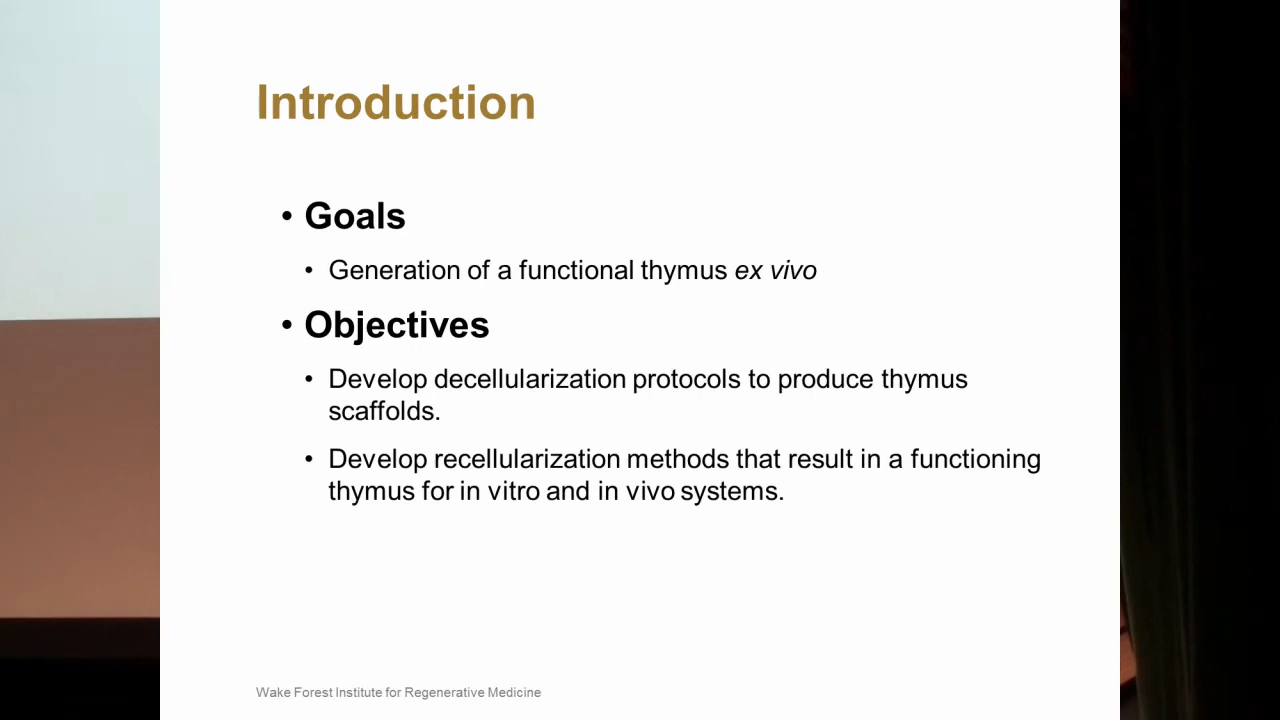 Introduction
• Goals
• Generation of a functional thymus ex vivo
• Objectives
• Develop decellularization protocols to produce thymus
scaffolds.
• Develop recellularization methods that result in a functioning
thymus for in vitro and in vivo systems.
Wake Forest Institute for Regenerative Medicine